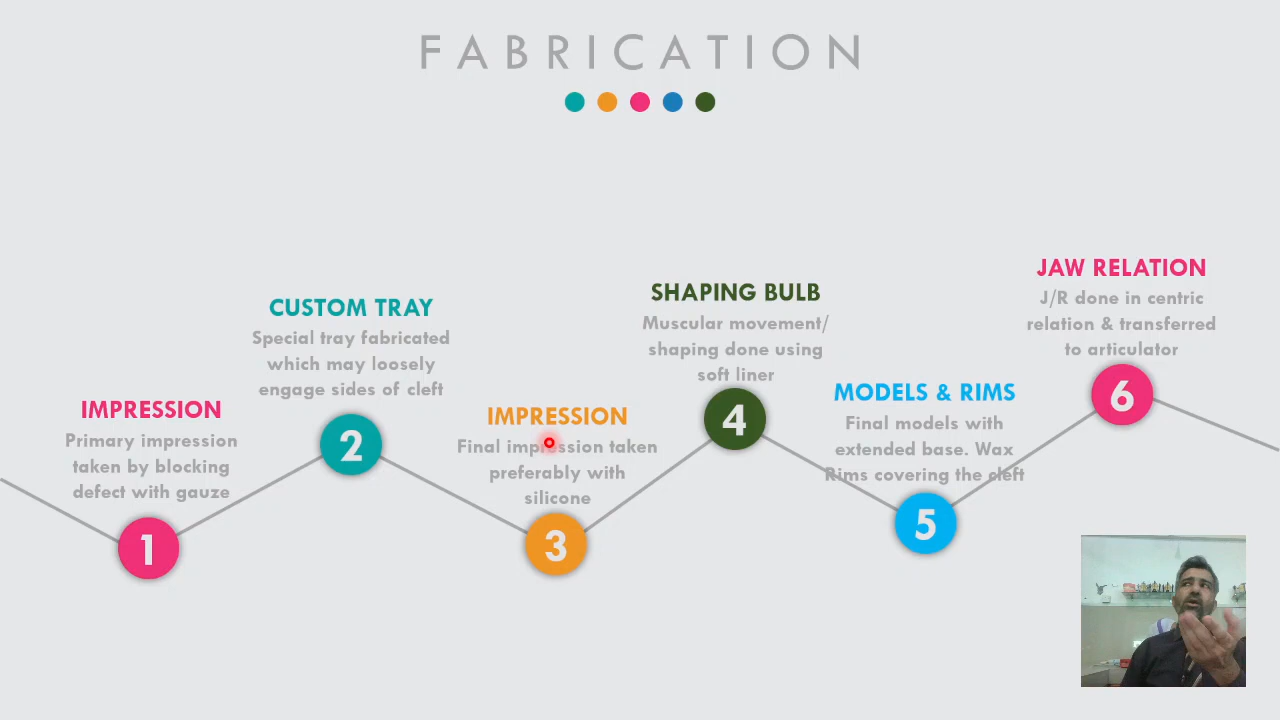 FABRICATION
IMPRESSION
Primary impression
taken by blocking
defect with gauze
1
CUSTOM TRAY
Special tray fabricated
which may loosely
engage sides of cleft
2
IMPRESSION
Final impression taken
preferably with
silicone
3
SHAPING BULB
Muscular movement/
shaping done using
soft liner
4
MODELS & RIMS
Final models with
extended base. Wax
Rims covering the cleft
5
JAW RELATION
J/R done in centric
relation & transferred
to articulator
6